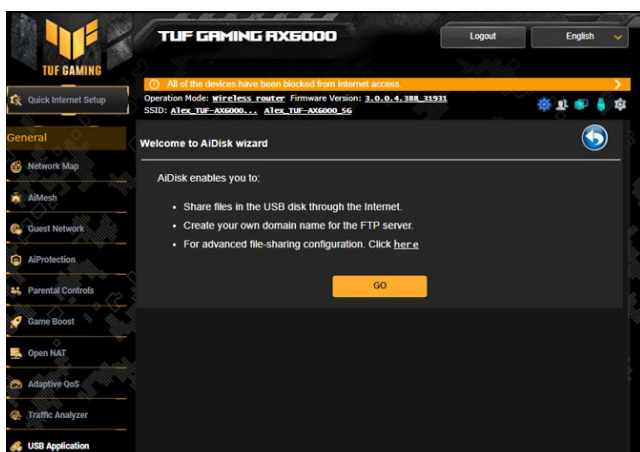 TUF GAMING
TUF GAMING AX6000
Logout
English
All of the devices have been blocked from Internet access.
Quick Internet Setup
Operation Mode: Wireless router Firmware Version: 3.0.0.4.388_31931
SSID: Alex_TUF-AX6000... Alex_TUF-AX6000_5G
General
Network Map
AiMesh
Guest Network
AiProtection
Parental Controls
Game Boost
Open NAT
Adaptive QoS
Traffic Analyzer
USB Application
Welcome to AiDisk wizard
AiDisk enables you to:
• Share files in the USB disk through the Internet.
• Create your own domain name for the FTP server.
• For advanced file-sharing configuration. Click here
GO